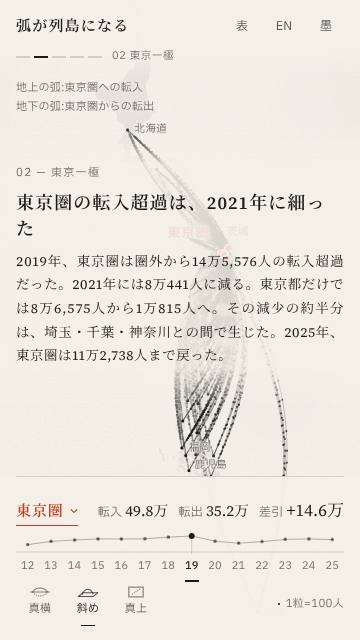 弧が列島になる 表 EN 墨
02 東京一極
地上の弧:東京圏への転入
地下の弧:東京圏からの転出
北海道
02 — 東京一極
東京圏の転入超過は、2021年に細っ
た
東京圏 茨城
2019年、東京圏は圏外から14万5,576人の転入超過
だった。2021年には8万441人に減る。東京都だけで
は8万6,575人から1万815人へ。その減少の約半分
は、埼玉・千葉・神奈川との間で生じた。2025年、
東京圏は11万2,738人まで戻った。
福岡
鹿児島
東京圏 転入 49.8万 転出 35.2万 差引 +14.6万
12 13 14 15 16 17 18 19 20 21 22 23 24 25
真横 斜め 真上 ・1粒=100人